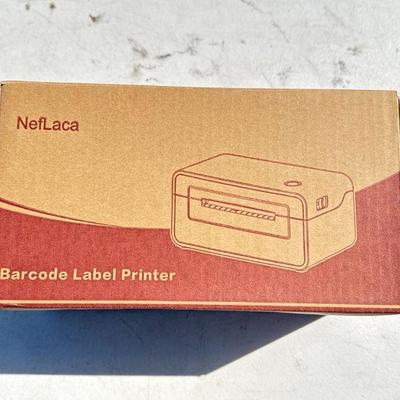 NefLaca
Barcode Label Printer